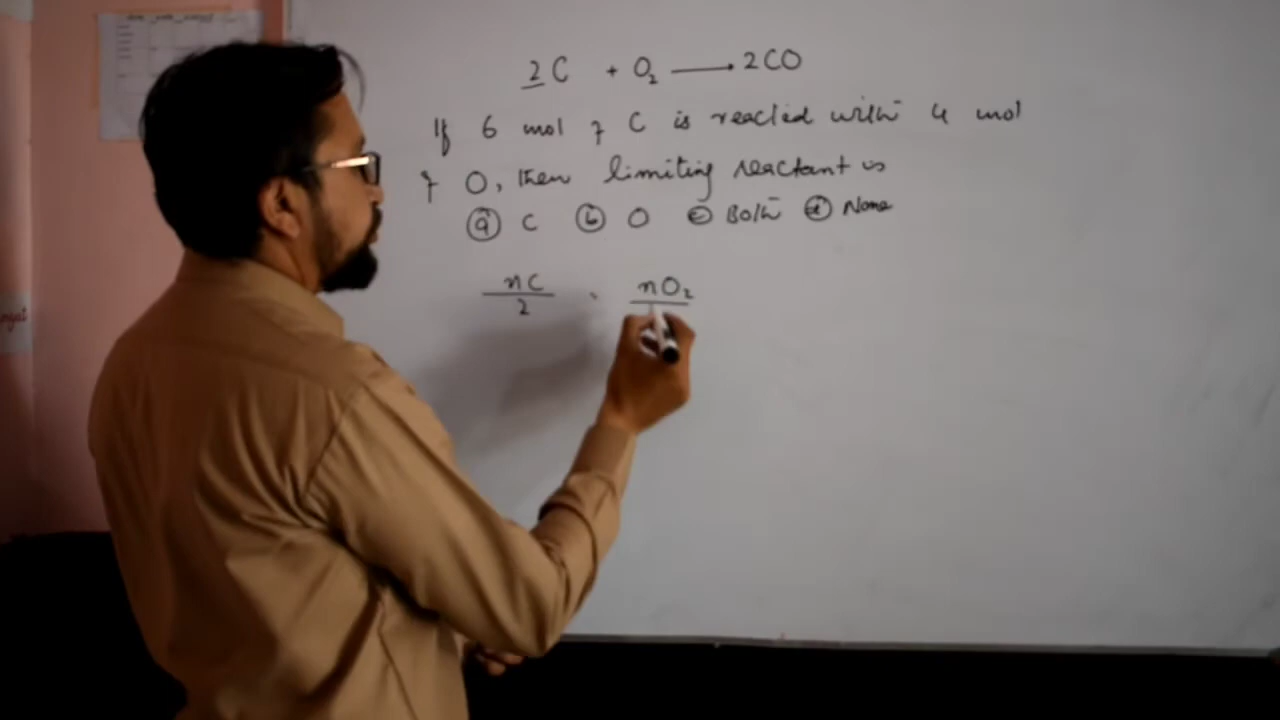 2C + O₂ → 2CO
If 6 mol of C is reacted with 4 mol
of O, then limiting reactant is
ⓐ C ⓑ O ⓒ Both ⓓ None
nC/2 nO₂